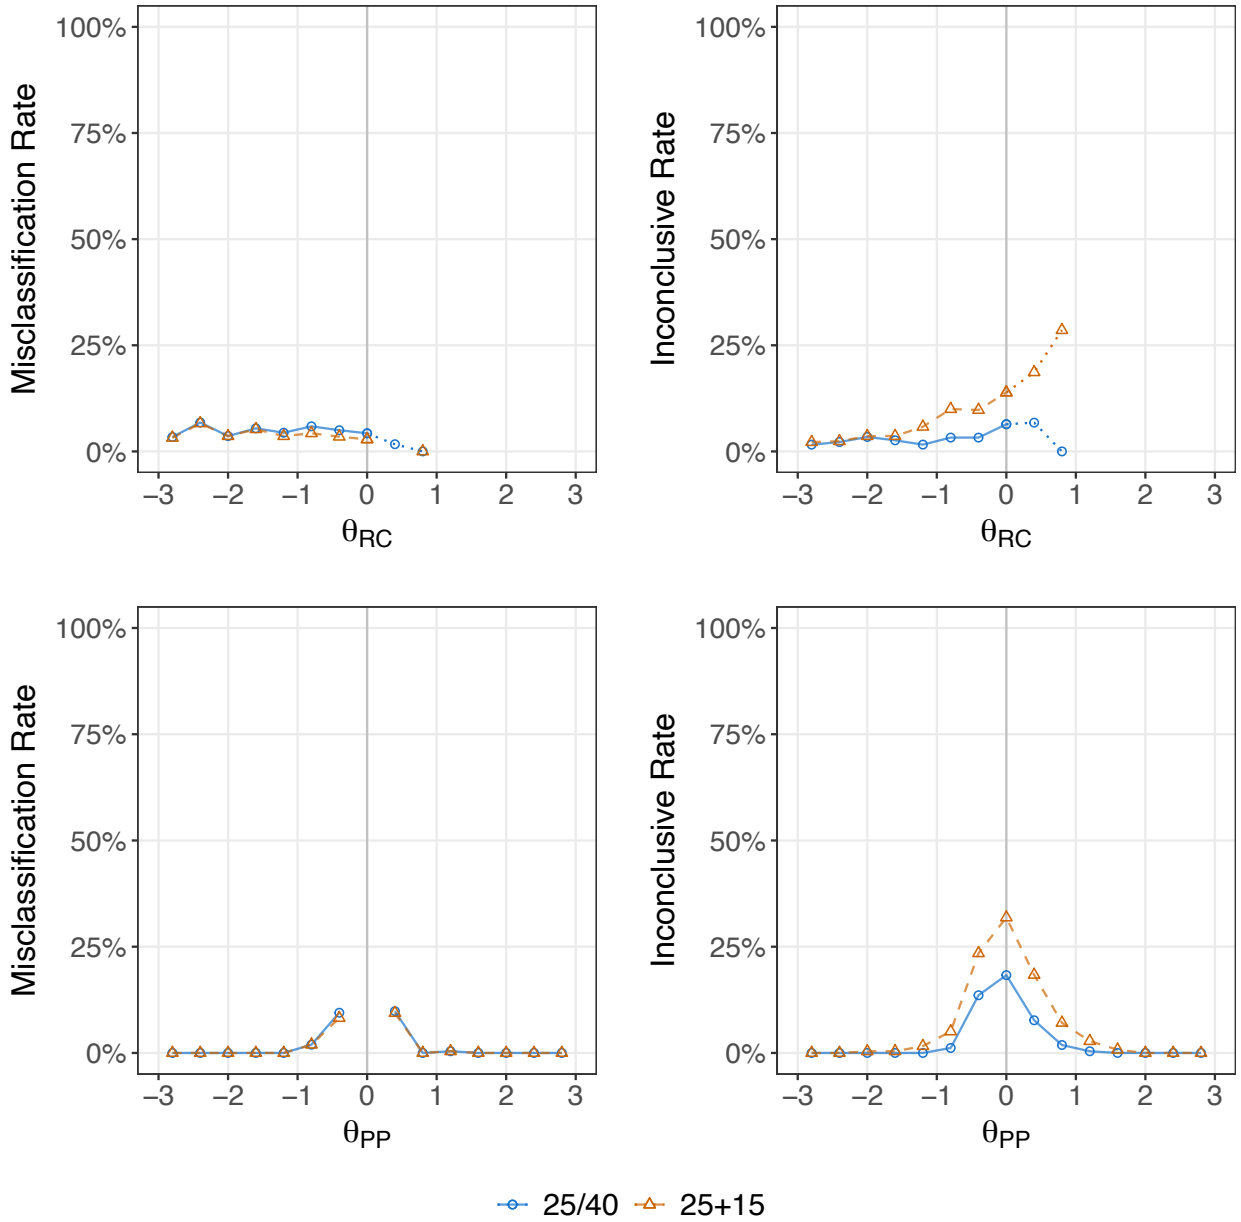 Misclassification Rate
100%
75%
50%
25%
0%
−3 −2 −1 0 1 2 3
θRC
Inconclusive Rate
100%
75%
50%
25%
0%
−3 −2 −1 0 1 2 3
θRC
Misclassification Rate
100%
75%
50%
25%
0%
−3 −2 −1 0 1 2 3
θPP
Inconclusive Rate
100%
75%
50%
25%
0%
−3 −2 −1 0 1 2 3
θPP
25/40 25+15